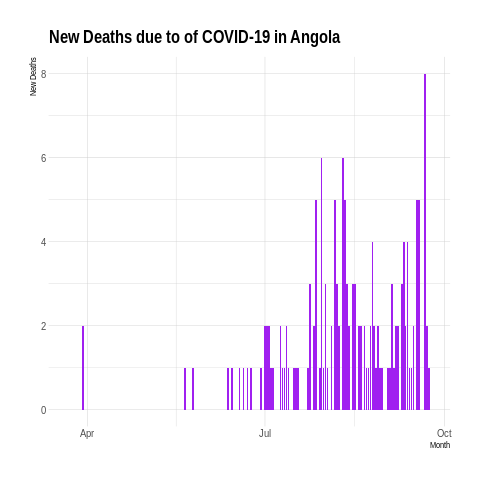 New Deaths due to of COVID-19 in Angola
New Deaths
8
6
4
2
0
Apr
Jul
Oct
Month